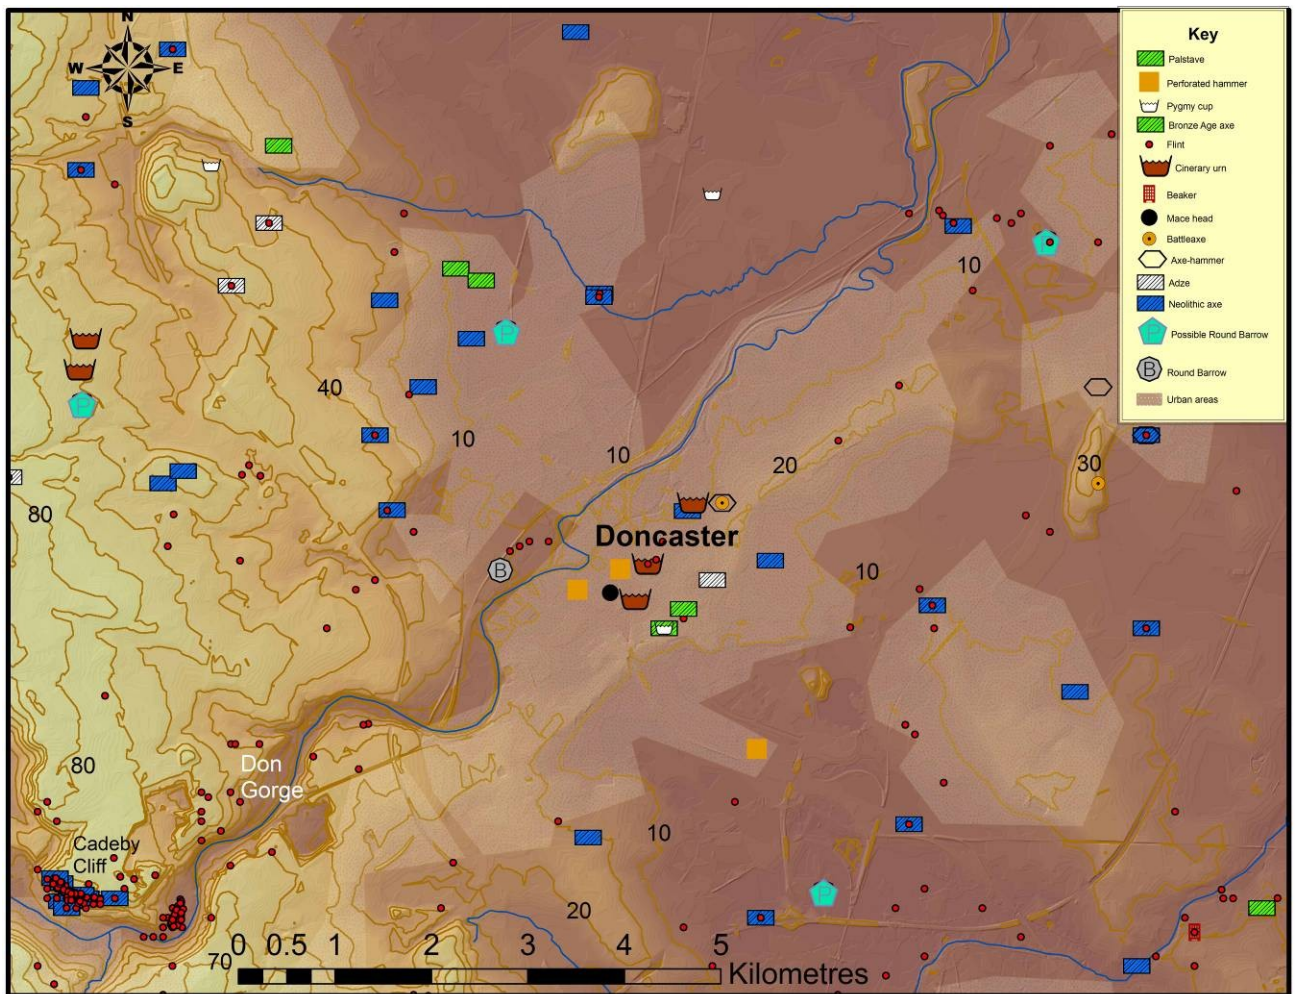 N
W E
S
Key
Palstave
Perforated hammer
Pygmy cup
Bronze Age axe
Flint
Cinerary urn
Beaker
Mace head
Battleaxe
Axe-hammer
Adze
Neolithic axe
P Possible Round Barrow
B Round Barrow
Urban areas
10
P
P
40
P
10
10
20
30
80
Doncaster
B
10
80
Don
Gorge
10
Cadeby
Cliff
P
20
70
0 0.5 1 2 3 4 5
Kilometres